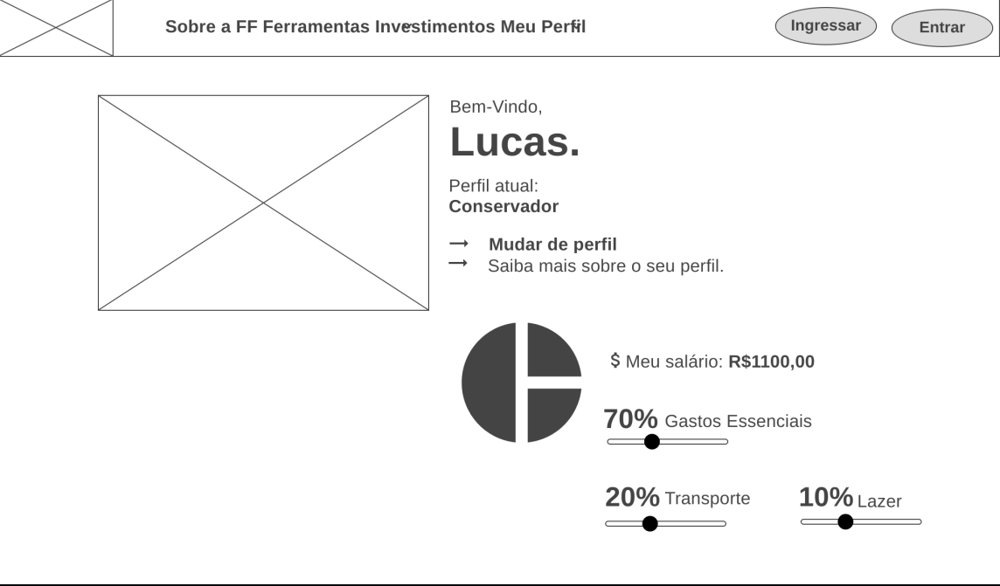 Sobre a FF Ferramentas Investimentos Meu Perfil
Ingressar
Entrar
Bem-Vindo,
Lucas.
Perfil atual:
Conservador
Mudar de perfil
Saiba mais sobre o seu perfil.
$ Meu salário: R$1100,00
70% Gastos Essenciais
20% Transporte
10% Lazer